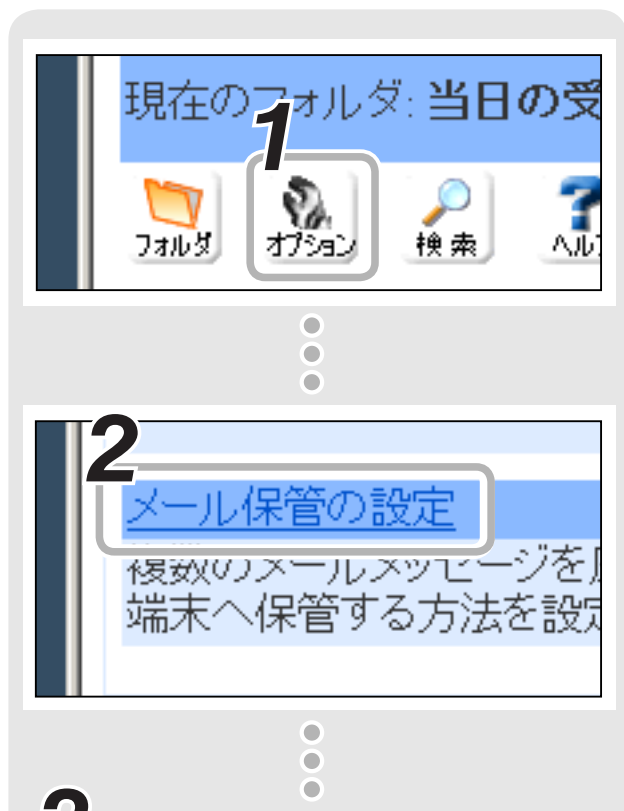 現在のフォルダ: 当日の受
1
フォルダ オプション 検索 ヘル
2
メール保管の設定
複数のメールメッセージを
端末へ保管する方法を設定